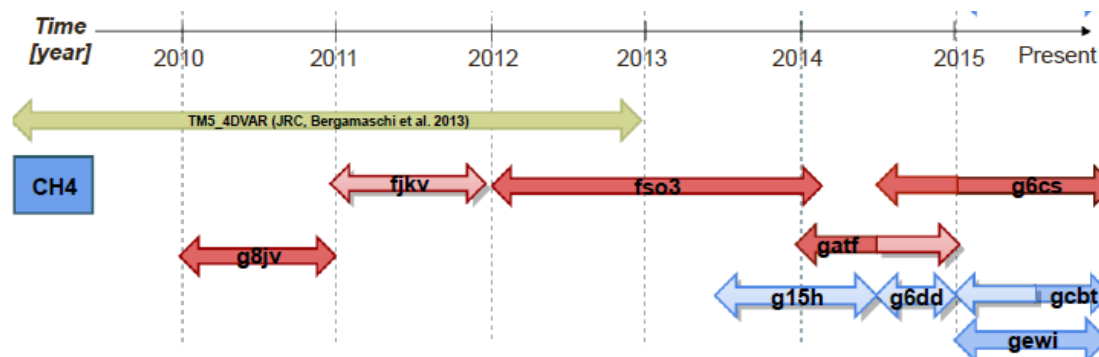 Time
[year]
2010 2011 2012 2013 2014 2015 Present
TM5_4DVAR (JRC, Bergamaschi et al. 2013)
CH4
fjkv fso3 g6cs
g8jv gatf
g15h g6dd gcbt
gewi